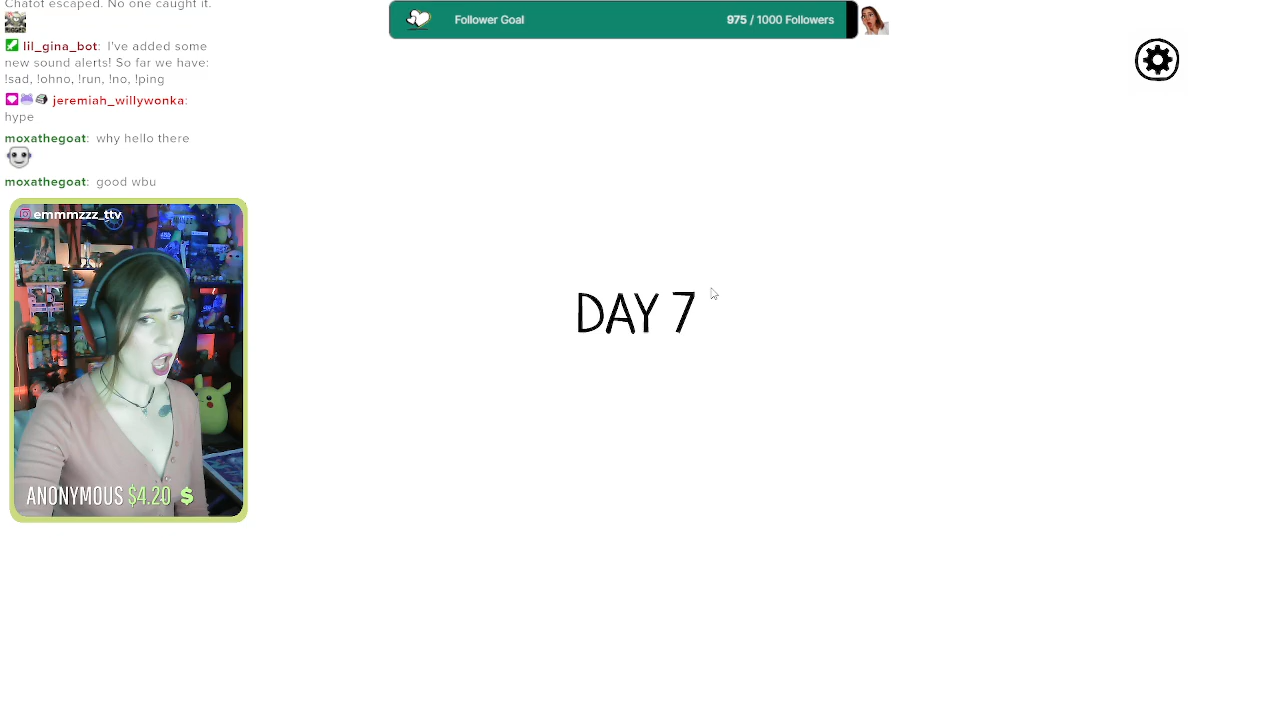 Chatot escaped. No one caught it.
lil_gina_bot: I've added some
new sound alerts! So far we have:
!sad, !ohno, !run, !no, !ping
jeremiah_willywonka:
hype
moxathegoat: why hello there
moxathegoat: good wbu
emmmzzz_ttv
ANONYMOUS $4.20 $
Follower Goal
975 / 1000 Followers
DAY 7